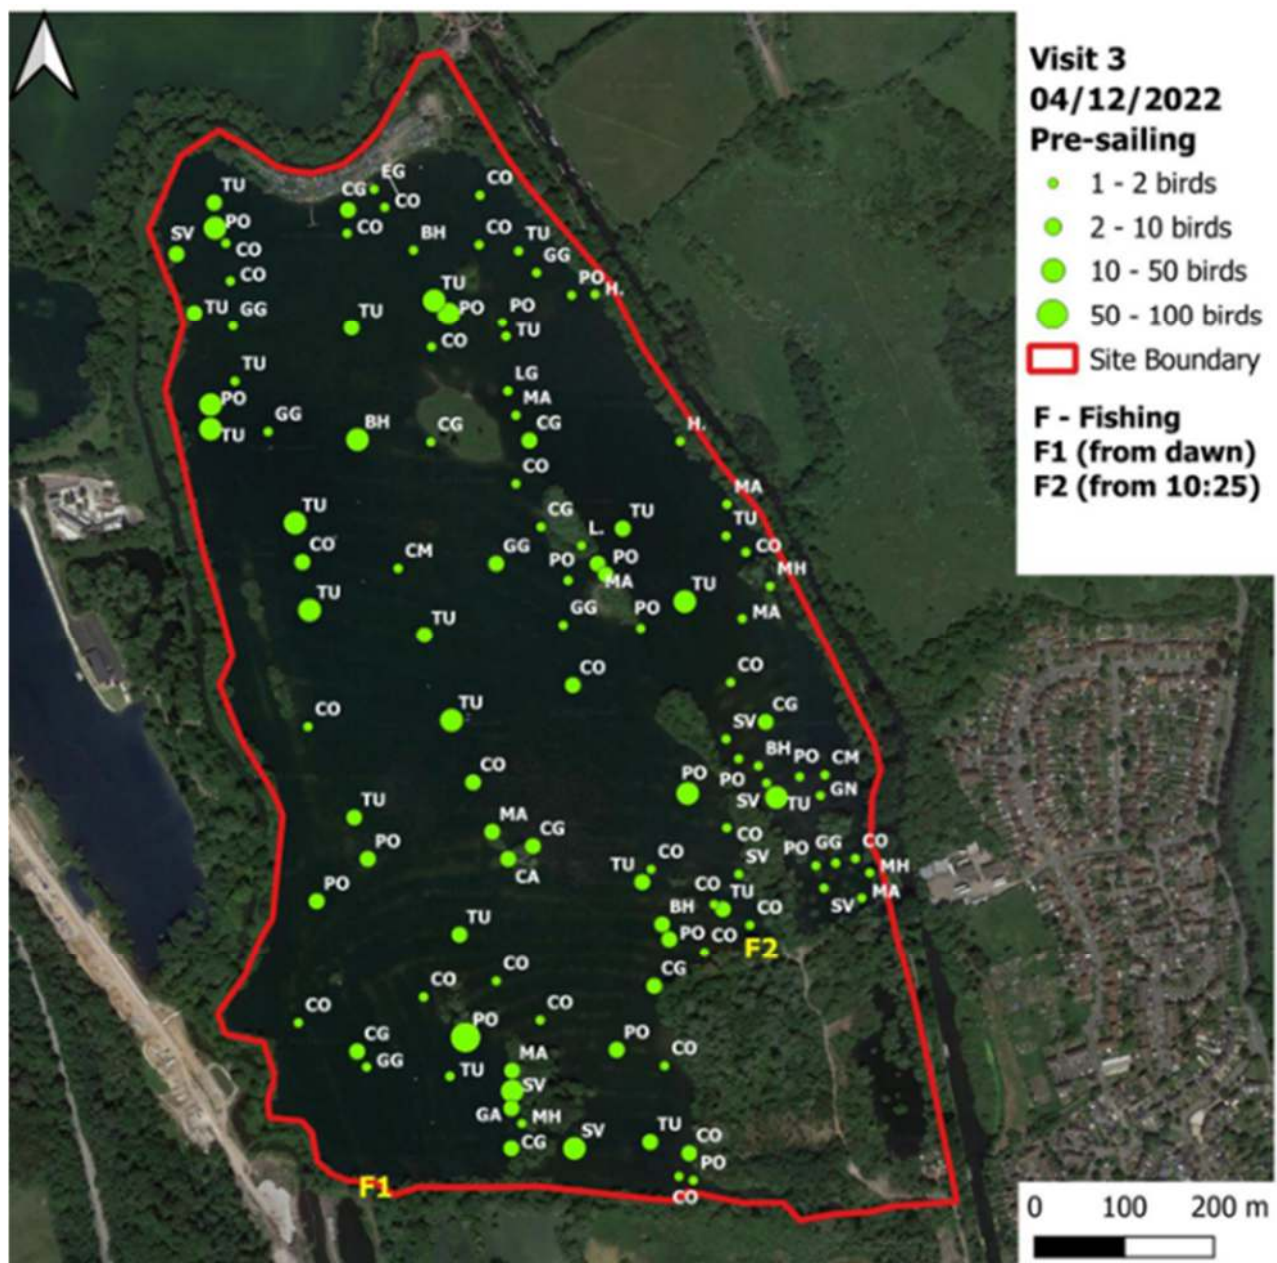 Visit 3
04/12/2022
Pre-sailing
1 - 2 birds
2 - 10 birds
10 - 50 birds
50 - 100 birds
Site Boundary
F - Fishing
F1 (from dawn)
F2 (from 10:25)
EG
TU CG CO CO
PO SV CO CO BH CO TU
CO GG
TU PO PO H.
TU GG TU PO TU
CO
TU LG
PO MA
TU GG BH CG CG H.
CO
MA
TU CG TU TU
CO L. CO
CM GG PO PO MH
MA TU
TU GG PO MA
TU
CO CO
TU CO SV CG
BH PO CM
CO PO PO GN
SV TU
TU MA CG CO
PO CO SV PO GG CO
CA TU MH
PO CO TU SV MA
TU BH CO
PO CO F2
CO CO CG
CO CO
PO PO
CG GG MA CO
TU SV
GA MH
CG SV TU CO
PO
F1 CO
0 100 200 m